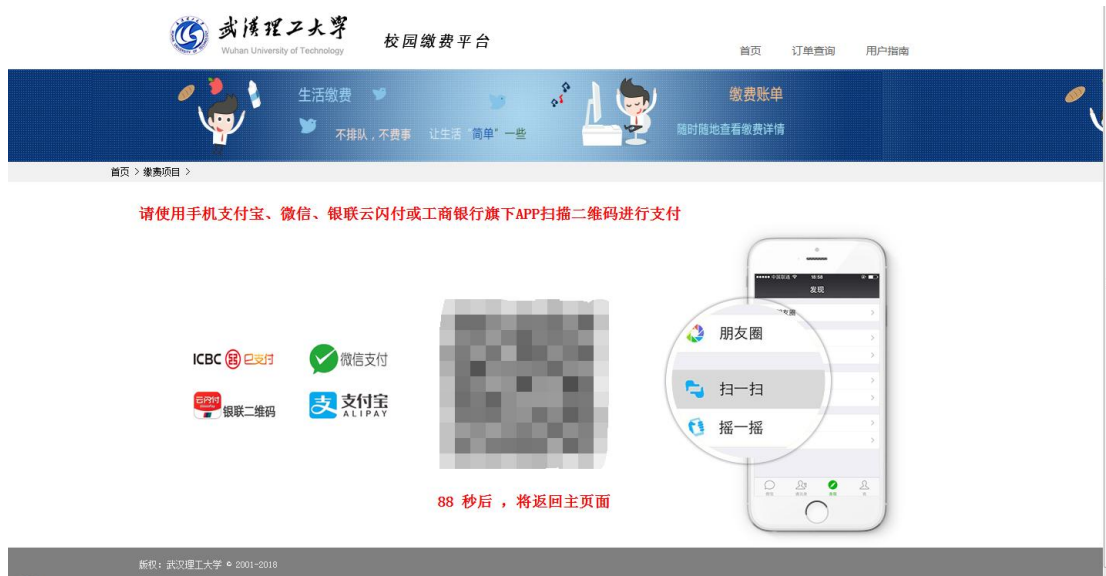 武汉理工大学
Wuhan University of Technology
校园缴费平台
首页 订单查询 用户指南
生活缴费
不排队，不费事 让生活“简单”一些
缴费账单
随时随地查看缴费详情
首页 > 缴费项目 >
请使用手机支付宝、微信、银联云闪付或工商银行旗下APP扫描二维码进行支付
中国联通 16:58
发现
朋友圈
扫一扫
摇一摇
ICBC e支付
微信支付
云闪付
银联二维码
支付宝
ALIPAY
88 秒后 ，将返回主页面
版权：武汉理工大学 © 2001-2018